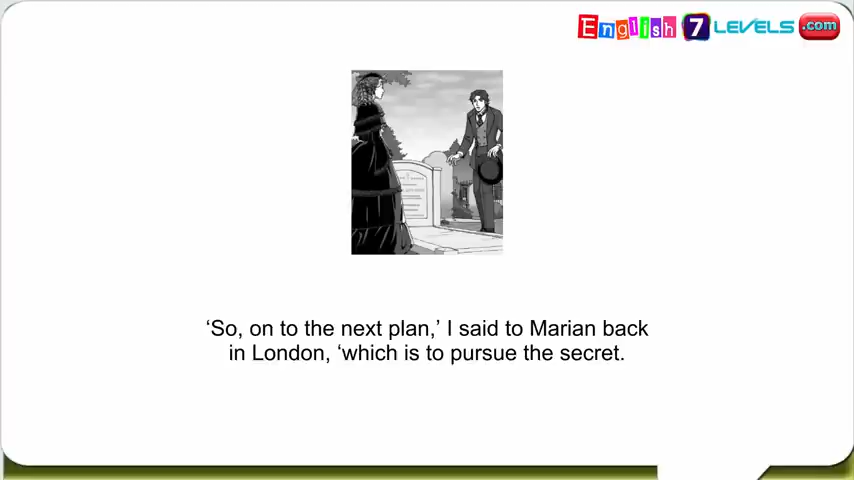 English 7 LEVELS .com
‘So, on to the next plan,’ I said to Marian back
in London, ‘which is to pursue the secret.